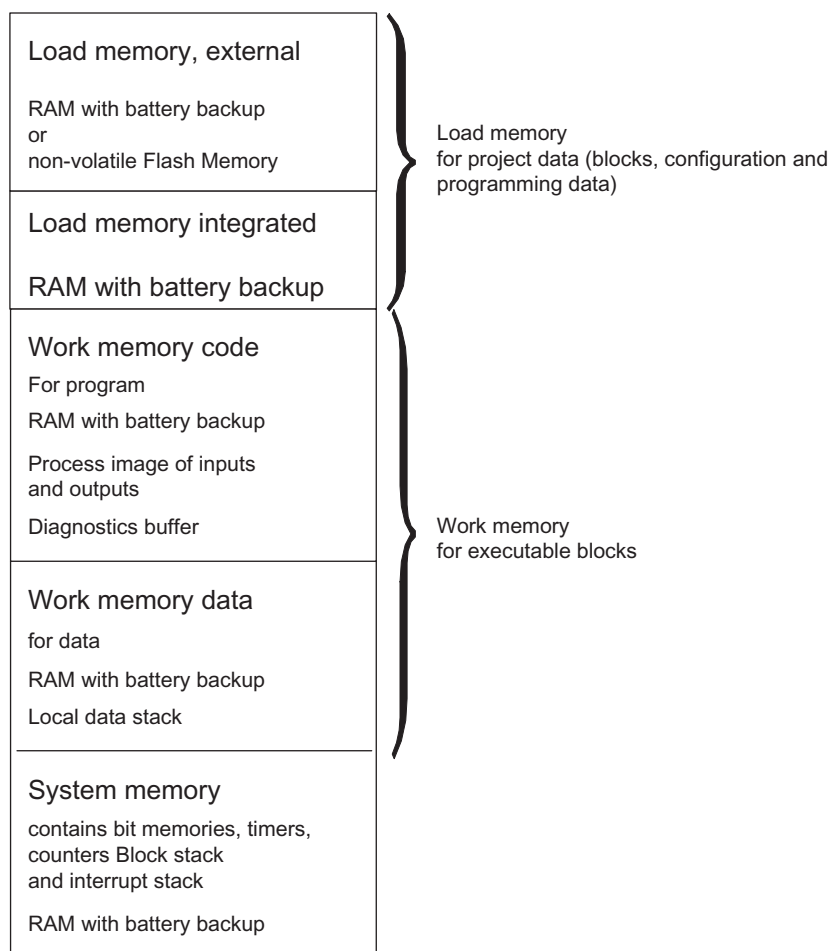 Load memory, external
RAM with battery backup
or
non-volatile Flash Memory
Load memory
for project data (blocks, configuration and
programming data)
Load memory integrated
RAM with battery backup
Work memory code
For program
RAM with battery backup
Process image of inputs
and outputs
Diagnostics buffer
Work memory
for executable blocks
Work memory data
for data
RAM with battery backup
Local data stack
System memory
contains bit memories, timers,
counters Block stack
and interrupt stack
RAM with battery backup